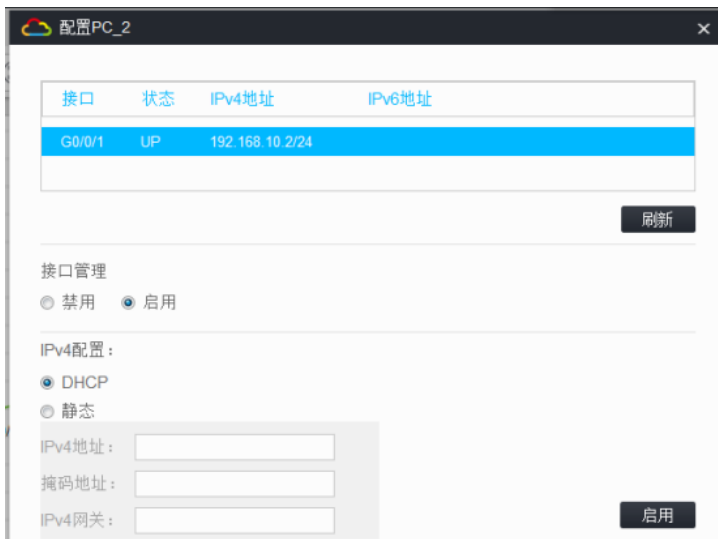 配置PC_2
接口 状态 IPv4地址 IPv6地址
G0/0/1 UP 192.168.10.2/24
刷新
接口管理
禁用 启用
IPv4配置：
DHCP
静态
IPv4地址：
掩码地址：
IPv4网关：
启用